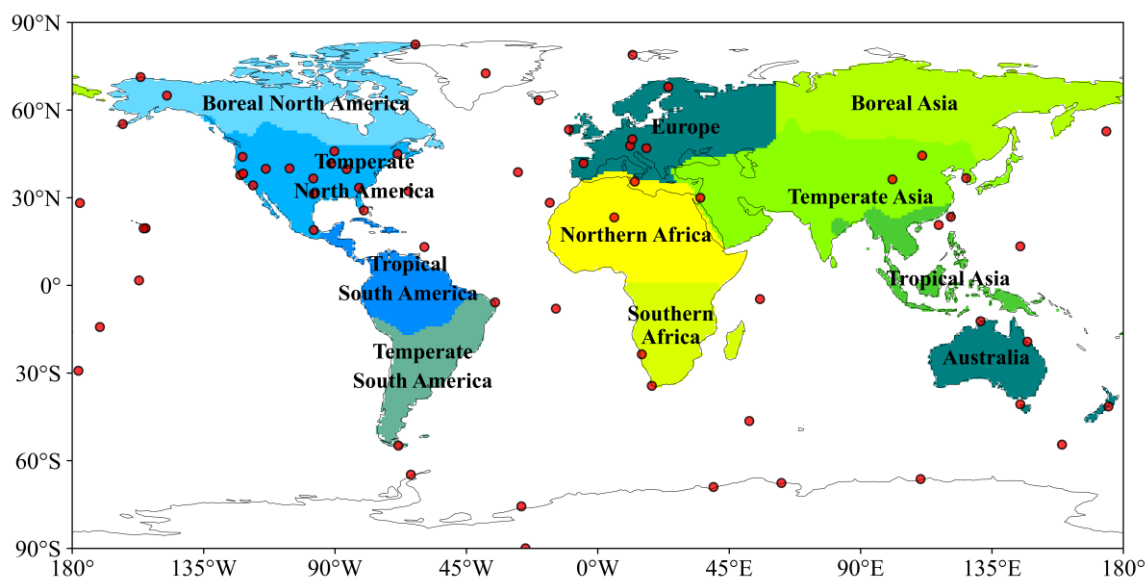 90°N
60°N
30°N
0°
30°S
60°S
90°S
Boreal North America
Boreal Asia
Europe
Temperate
North America
Temperate Asia
Northern Africa
Tropical
South America
Tropical Asia
Southern
Africa
Temperate
South America
Australia
180°
135°W
90°W
45°W
0°W
45°E
90°E
135°E
180°